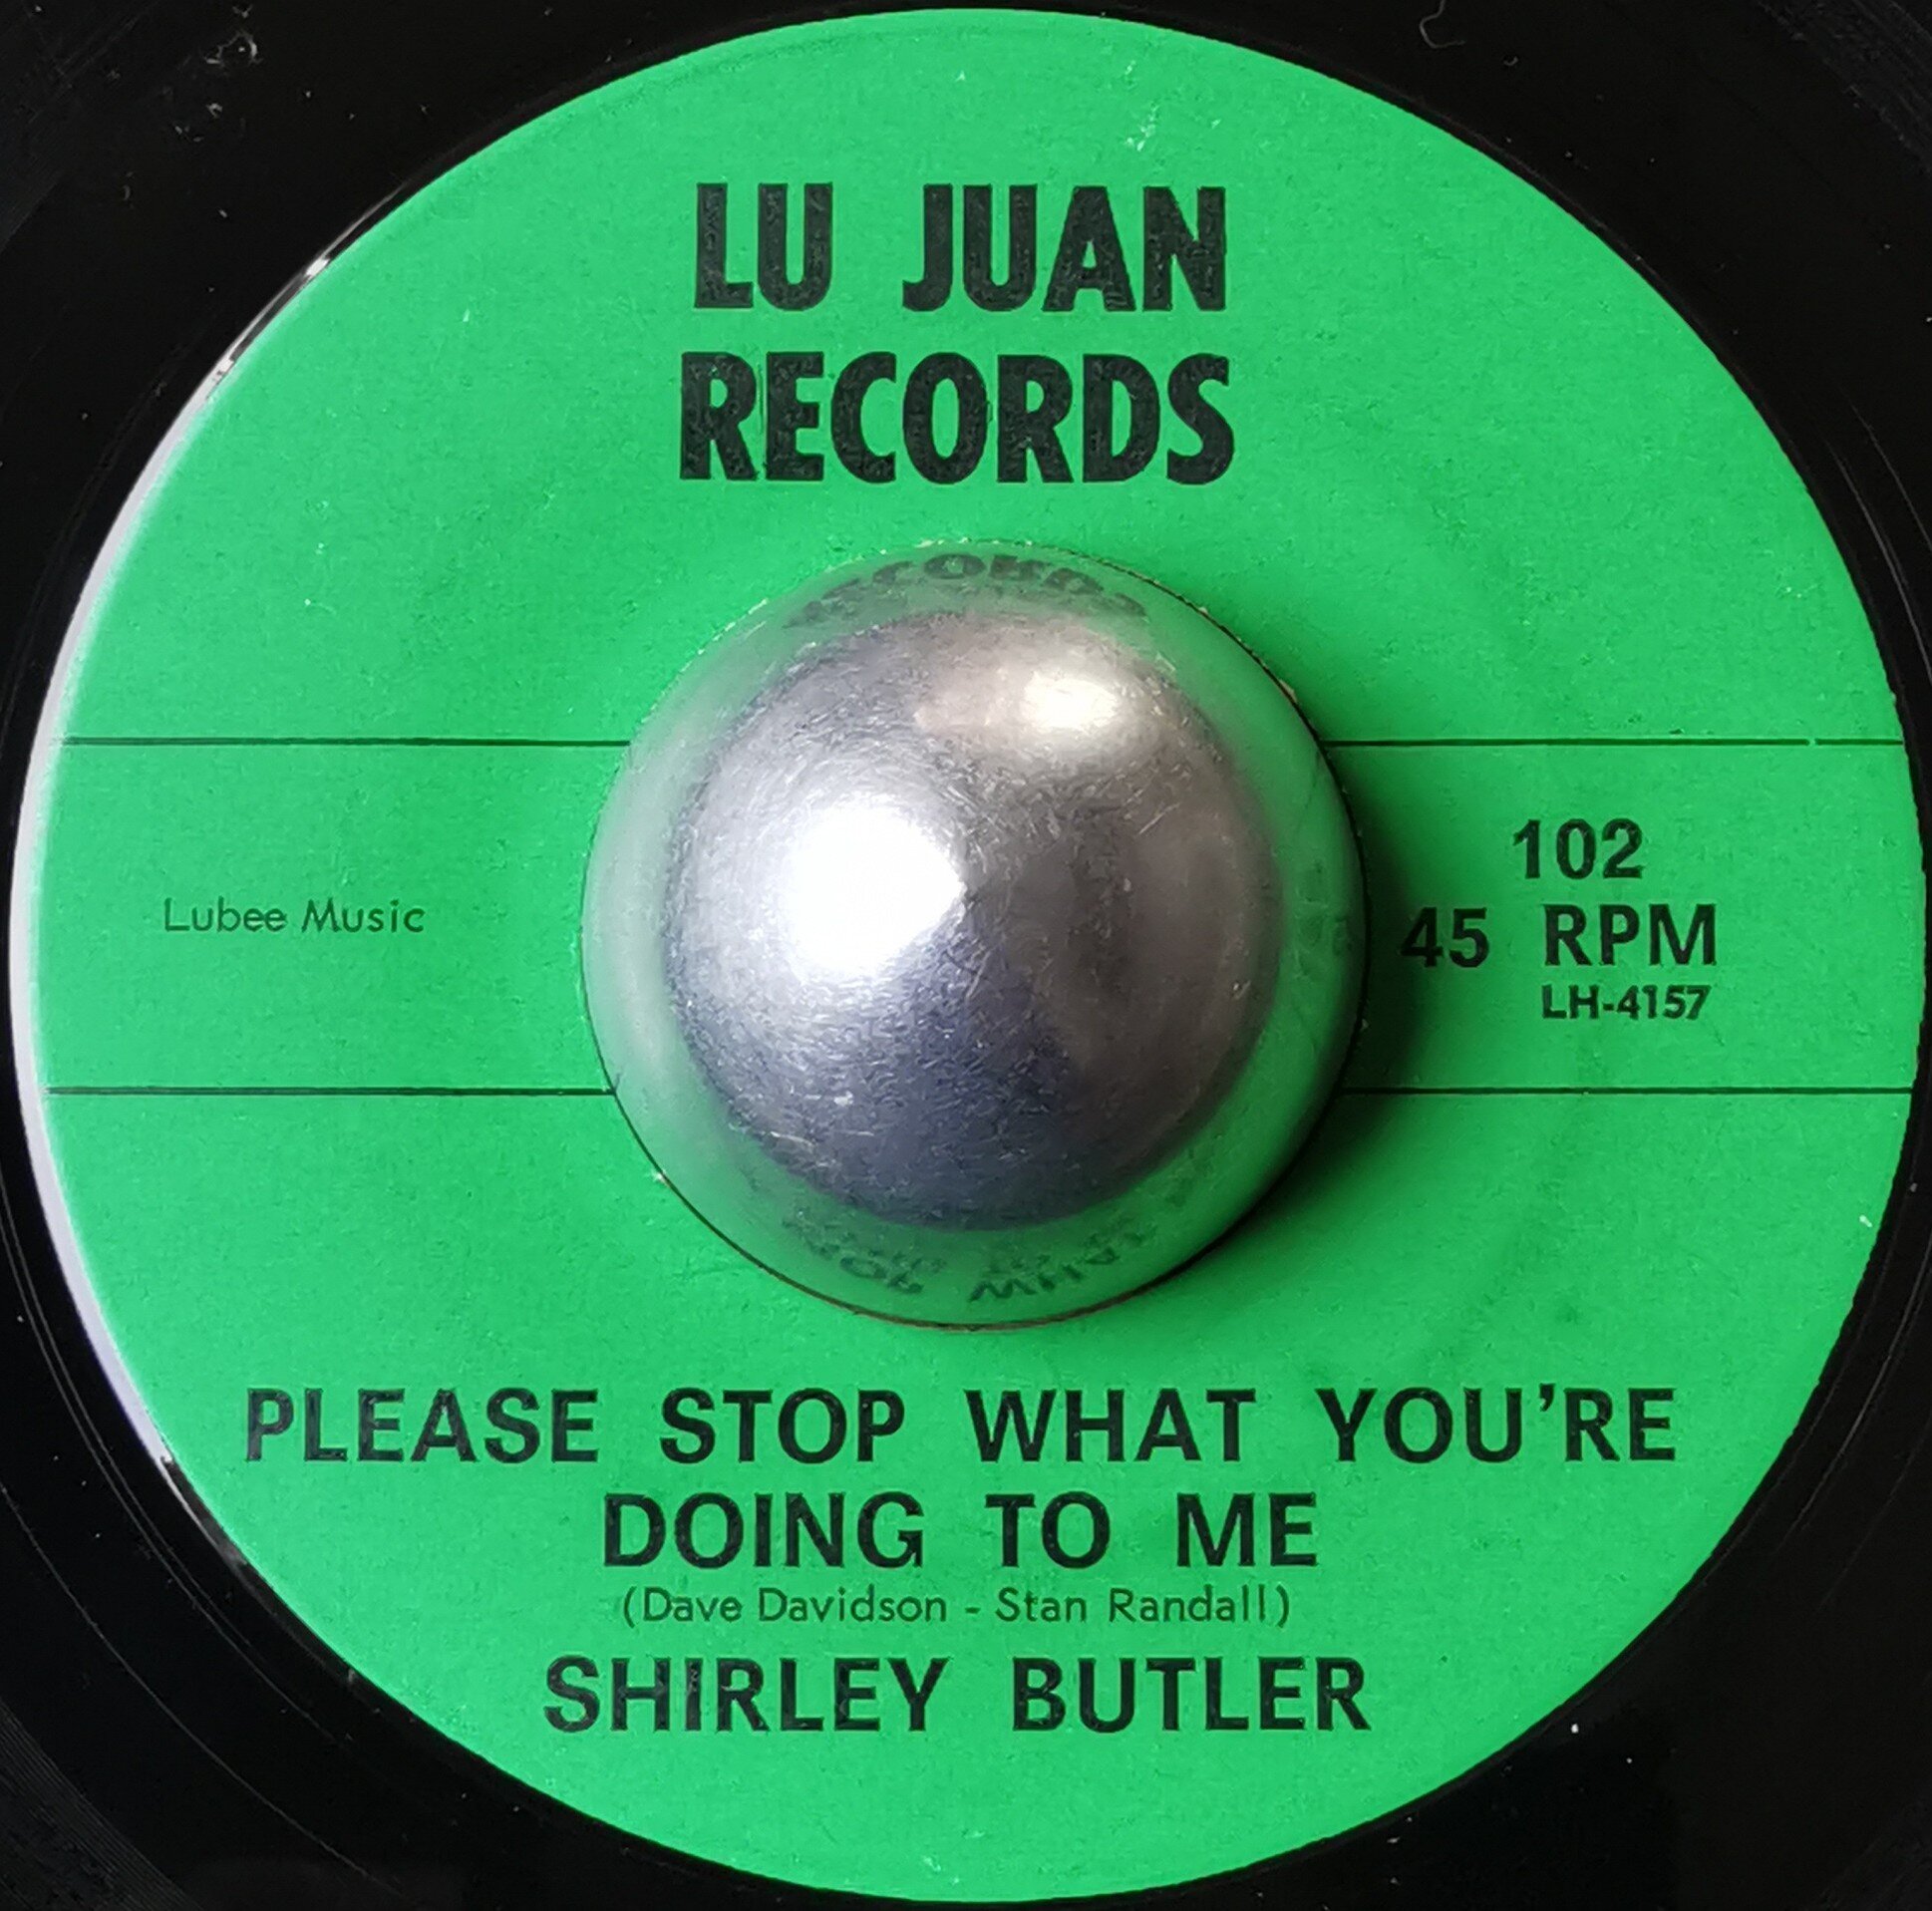 LU JUAN
RECORDS
Lubee Music
102
45 RPM
LH-4157
PLEASE STOP WHAT YOU'RE
DOING TO ME
(Dave Davidson - Stan Randall)
SHIRLEY BUTLER